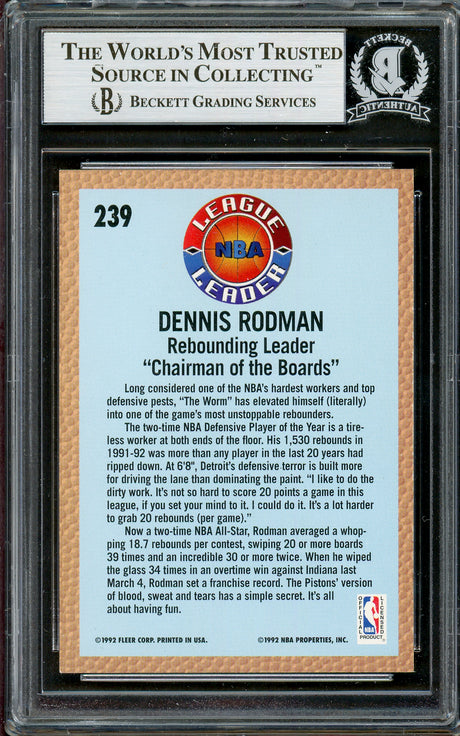 THE WORLD'S MOST TRUSTED
SOURCE IN COLLECTING™
B BECKETT GRADING SERVICES
BECKETT
AUTHENTIC
239
LEAGUE
NBA
LEADER
DENNIS RODMAN
Rebounding Leader
“Chairman of the Boards”
Long considered one of the NBA's hardest workers and top
defensive pests, “The Worm” has elevated himself (literally)
into one of the game's most unstoppable rebounders.
The two-time NBA Defensive Player of the Year is a tire-
less worker at both ends of the floor. His 1,530 rebounds in
1991-92 was more than any player in the last 20 years had
ripped down. At 6'8", Detroit's defensive terror is built more
for driving the lane than dominating the paint. “I like to do the
dirty work. It's not so hard to score 20 points a game in this
league, if you set your mind to it. I could do it. It's a lot harder
to grab 20 rebounds (per game).”
Now a two-time NBA All-Star, Rodman averaged a whop-
ping 18.7 rebounds per contest, swiping 20 or more boards
39 times and an incredible 30 or more twice. When he wiped
the glass 34 times in an overtime win against Indiana last
March 4, Rodman set a franchise record. The Pistons' version
of blood, sweat and tears has a simple secret. It's all
about having fun.
OFFICIAL
LICENSED
NBA
PRODUCT
©1992 FLEER CORP. PRINTED IN USA.
©1992 NBA PROPERTIES, INC.